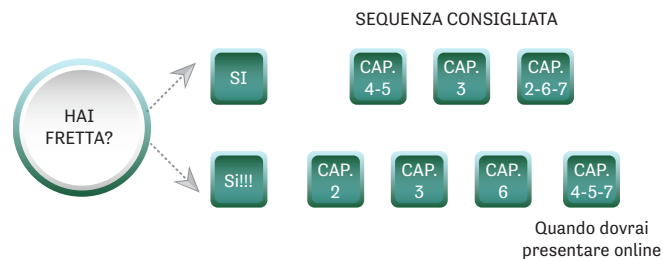 SEQUENZA CONSIGLIATA
HAI
FRETTA?
SI
CAP.
4-5
CAP.
3
CAP.
2-6-7
Si!!!
CAP.
2
CAP.
3
CAP.
6
CAP.
4-5-7
Quando dovrai
presentare online